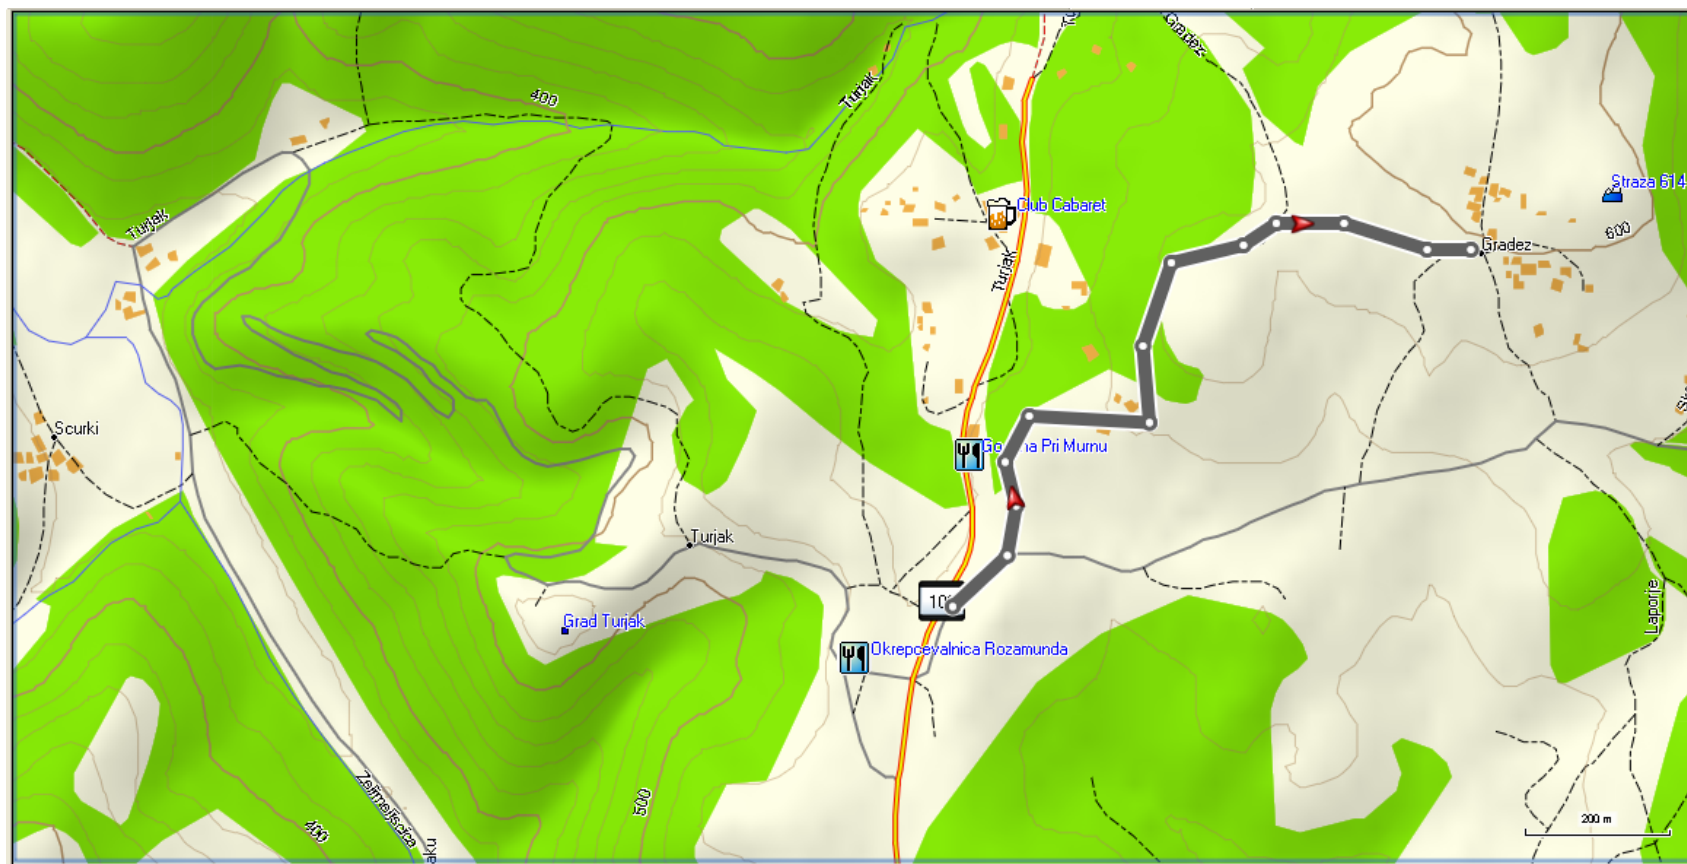 Gradez
400
Turjak
Straza 614
Club Cabaret
Turjak
600
Gradez
Turjak
Scurki
Pri Murnu
Turjak
10
Laporje
Grad Turjak
Okrepcevalnica Rozamunda
500
Zelimeljscica
400
200 m